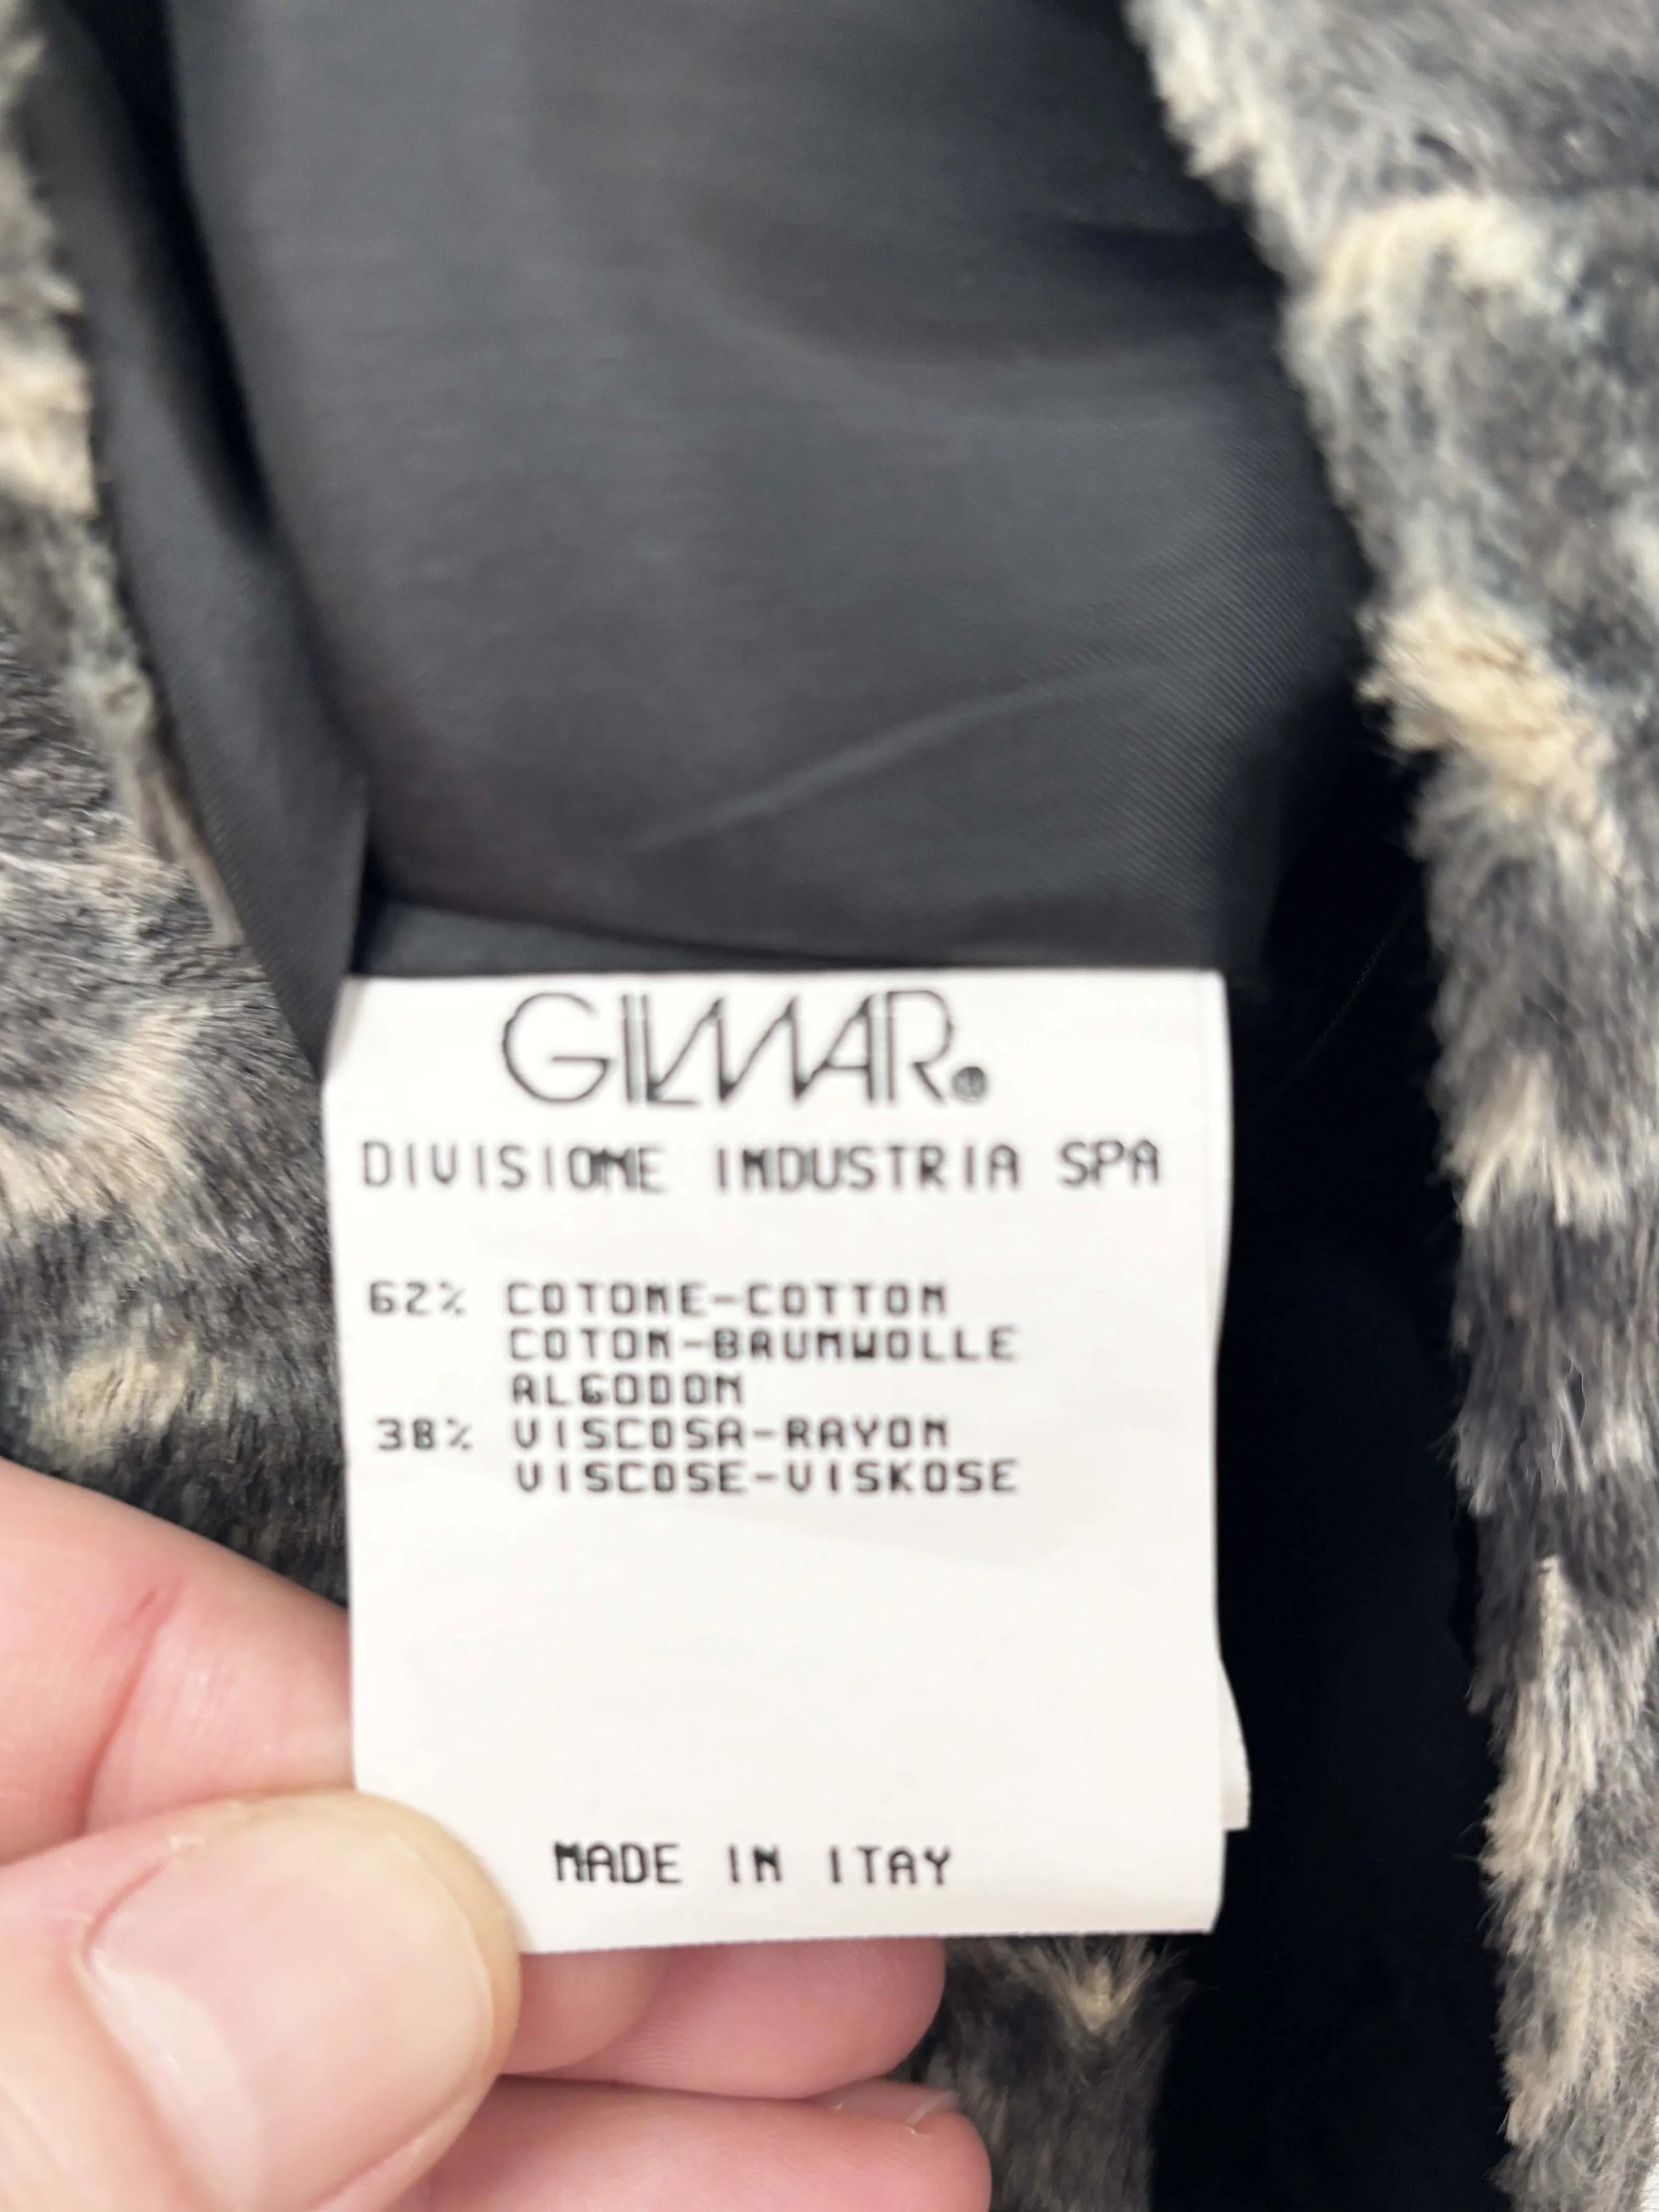 GILMAR®
DIVISIONE INDUSTRIA SPA
62% COTONE-COTTON
COTON-BAUMWOLLE
ALGODON
38% VISCOSA-RAYON
VISCOSE-VISKOSE
MADE IN ITAY